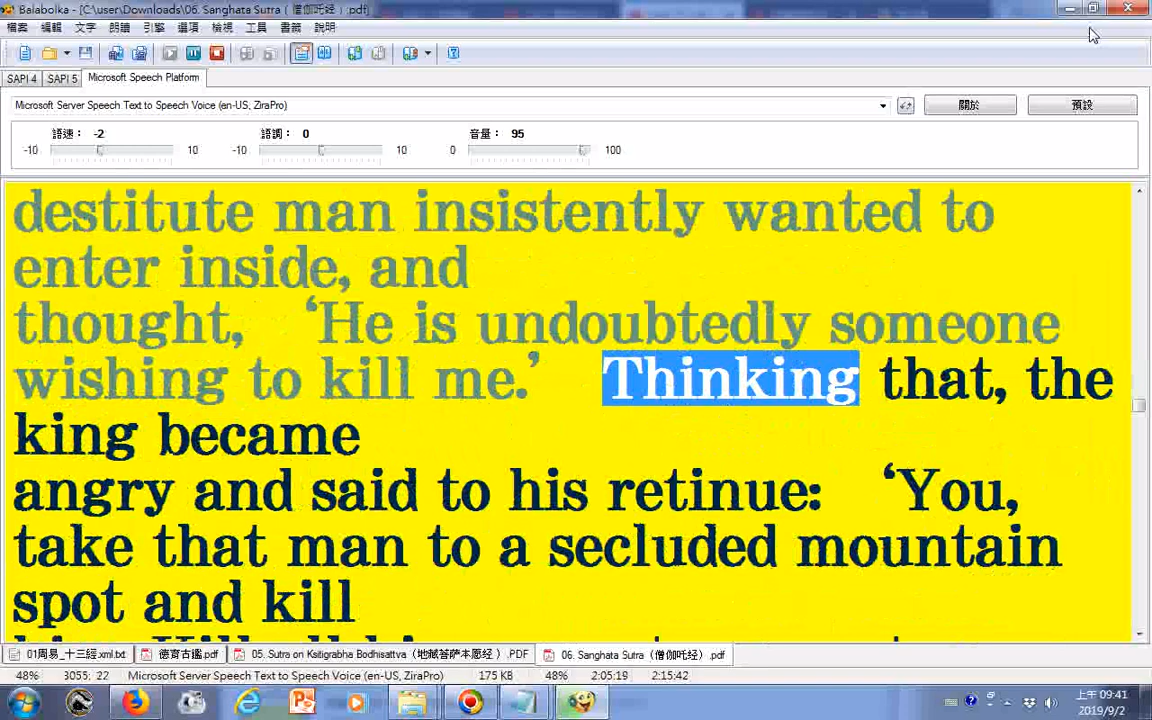 Balabolka - [C:\user\Downloads\06. Sanghata Sutra ( 僧伽吒经 ).pdf]
檔案 編輯 文字 朗讀 引擎 選項 檢視 工具 書籤 說明
SAPI 4 SAPI 5 Microsoft Speech Platform
Microsoft Server Speech Text to Speech Voice (en-US, ZiraPro) 關於 預設
語速： -2 語調： 0 音量： 95
-10 10 -10 10 0 100
destitute man insistently wanted to
enter inside, and
thought, ‘He is undoubtedly someone
wishing to kill me.’ Thinking that, the
king became
angry and said to his retinue: ‘You,
take that man to a secluded mountain
spot and kill
01周易_十三經.xml.txt 德育古鑑.pdf 05. Sutra on Ksitigrabha Bodhisattva（地藏菩萨本愿经）.PDF 06. Sanghata Sutra（僧伽吒经）.pdf
48% 3055: 22 Microsoft Server Speech Text to Speech Voice (en-US, ZiraPro) 175 KB 48% 2:05:19 2:15:42
上午 09:41
2019/9/2